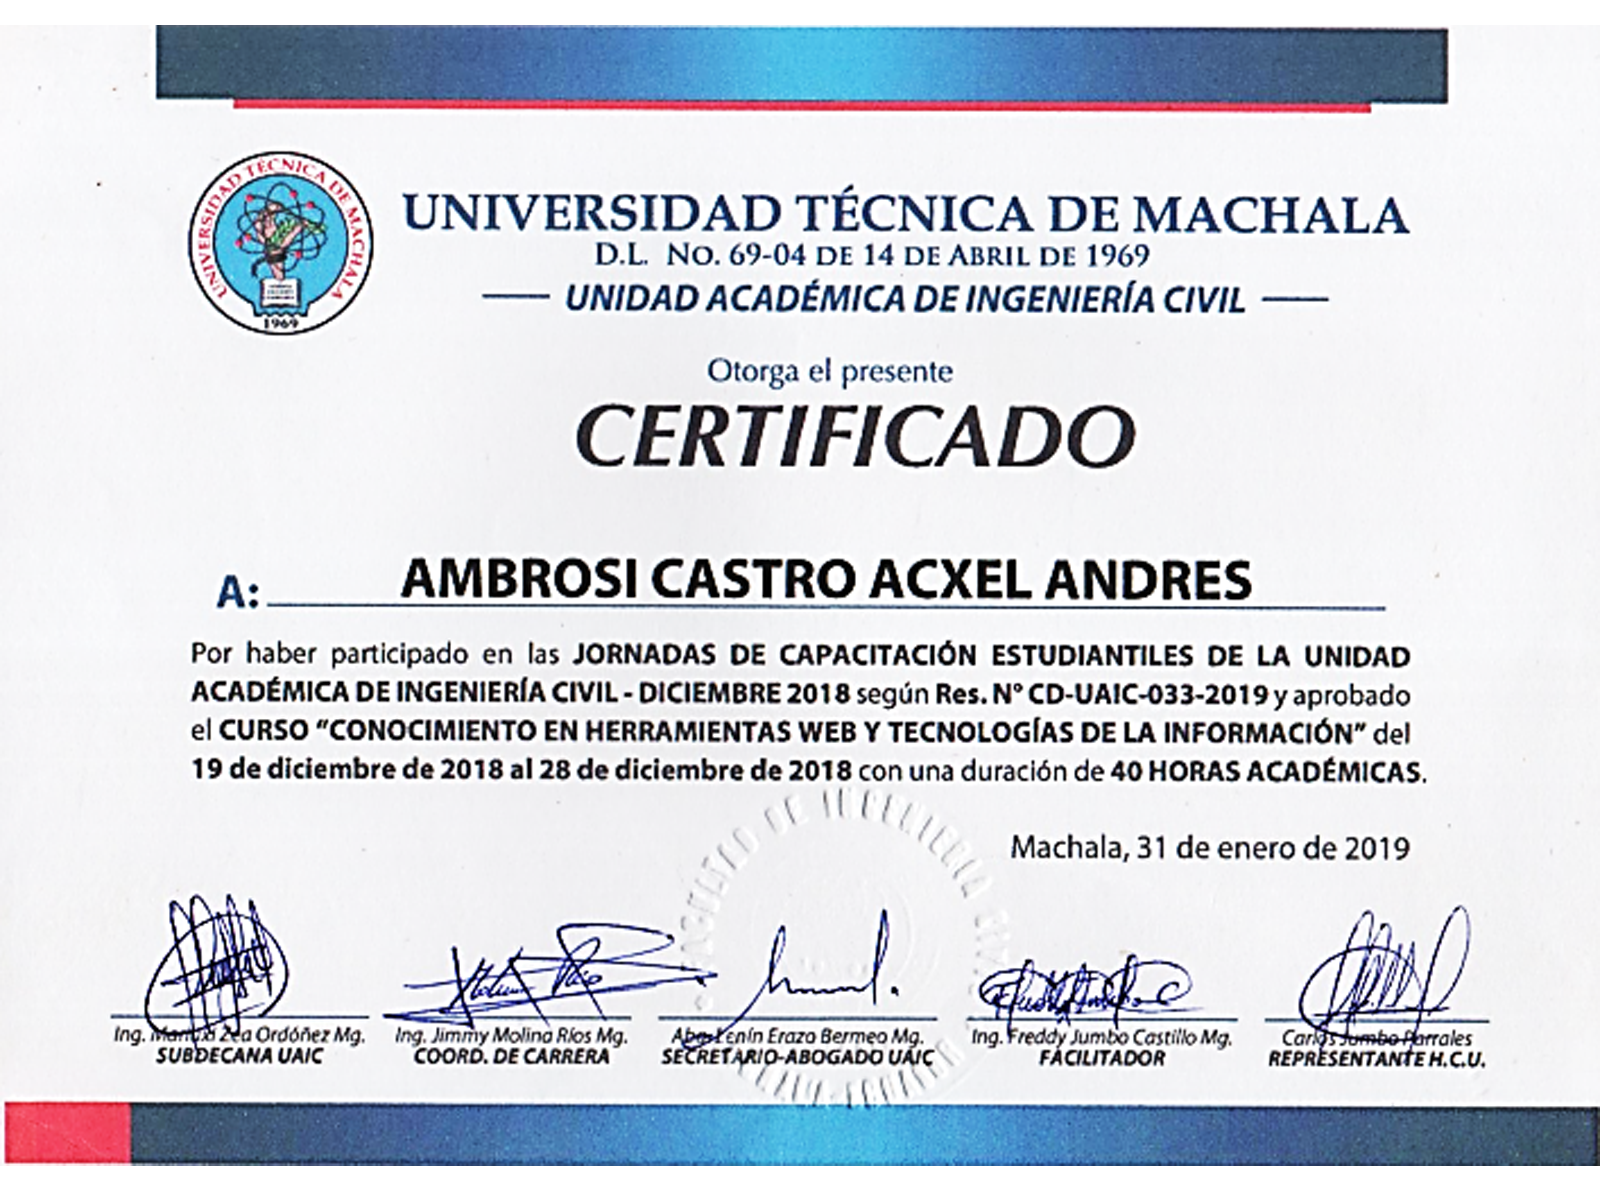 UNIVERSIDAD TÉCNICA DE MACHALA
1969
UNIVERSIDAD TÉCNICA DE MACHALA
D.L. No. 69-04 DE 14 DE ABRIL DE 1969
UNIDAD ACADÉMICA DE INGENIERÍA CIVIL
Otorga el presente
CERTIFICADO
A: AMBROSI CASTRO ACXEL ANDRES
Por haber participado en las JORNADAS DE CAPACITACIÓN ESTUDIANTILES DE LA UNIDAD
ACADÉMICA DE INGENIERÍA CIVIL - DICIEMBRE 2018 según Res. N° CD-UAIC-033-2019 y aprobado
el CURSO "CONOCIMIENTO EN HERRAMIENTAS WEB Y TECNOLOGÍAS DE LA INFORMACIÓN" del
19 de diciembre de 2018 al 28 de diciembre de 2018 con una duración de 40 HORAS ACADÉMICAS.
FACULTAD DE INGENIERIA CIVIL
Machala, 31 de enero de 2019
Ing. Zea Ordóñez Mg. Ing. Jimmy Molina Ríos Mg. Abg. Lenín Erazo Bermeo Mg. Ing. Freddy Jumbo Castillo Mg. Carlos Jumbo Parrales
SUBDECANA UAIC COORD. DE CARRERA SECRETARIO-ABOGADO UAIC FACILITADOR REPRESENTANTE H.C.U.